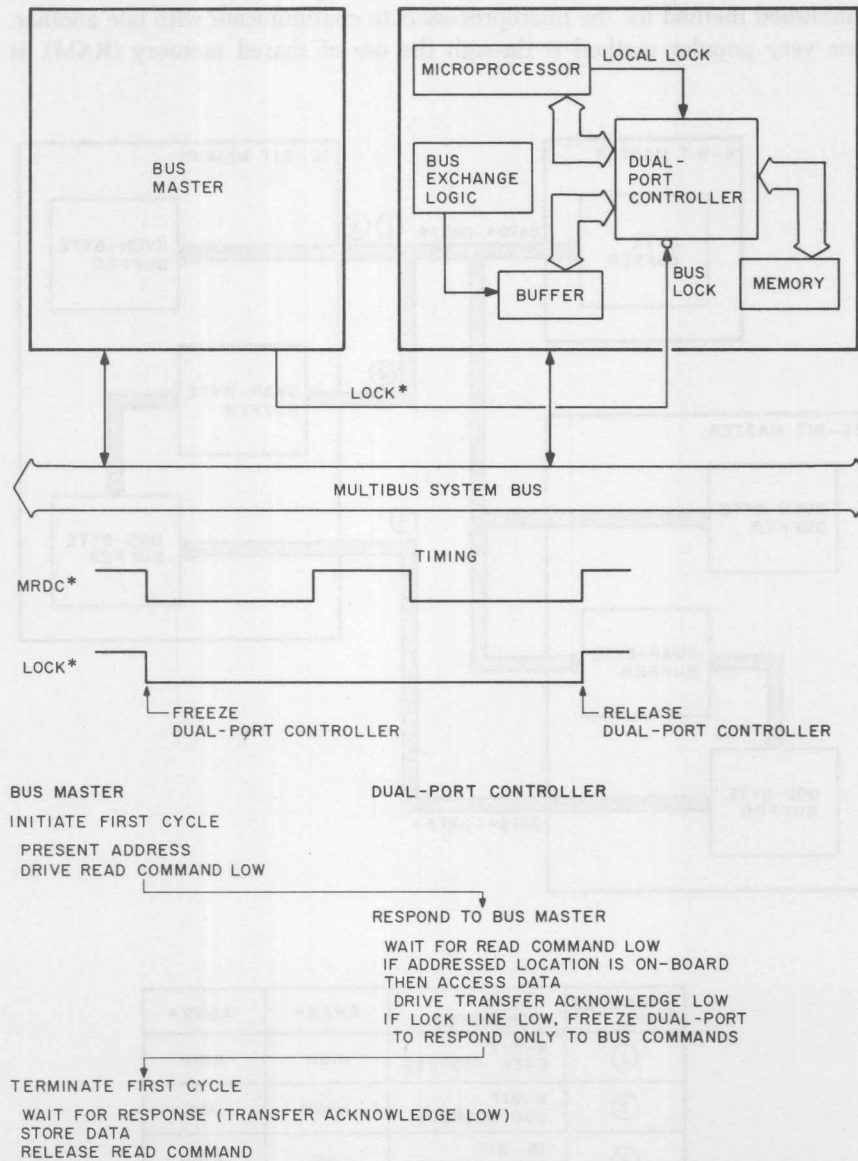 BUS
MASTER
MICROPROCESSOR
LOCAL LOCK
BUS
EXCHANGE
LOGIC
DUAL-
PORT
CONTROLLER
BUFFER
BUS
LOCK
MEMORY
LOCK*
MULTIBUS SYSTEM BUS
TIMING
MRDC*
LOCK*
FREEZE
DUAL-PORT CONTROLLER
RELEASE
DUAL-PORT CONTROLLER
BUS MASTER
DUAL-PORT CONTROLLER
INITIATE FIRST CYCLE
PRESENT ADDRESS
DRIVE READ COMMAND LOW
RESPOND TO BUS MASTER
WAIT FOR READ COMMAND LOW
IF ADDRESSED LOCATION IS ON-BOARD
THEN ACCESS DATA
DRIVE TRANSFER ACKNOWLEDGE LOW
IF LOCK LINE LOW, FREEZE DUAL-PORT
TO RESPOND ONLY TO BUS COMMANDS
TERMINATE FIRST CYCLE
WAIT FOR RESPONSE (TRANSFER ACKNOWLEDGE LOW)
STORE DATA
RELEASE READ COMMAND